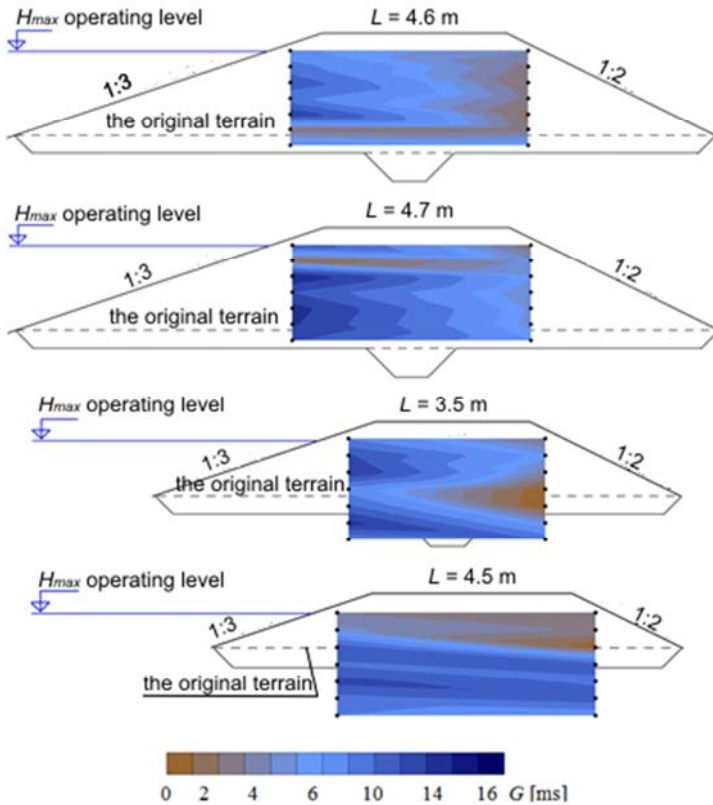 Hmax operating level
L = 4.6 m
1:3
1:2
the original terrain
Hmax operating level
L = 4.7 m
1:3
1:2
the original terrain
Hmax operating level
L = 3.5 m
1:3
1:2
the original terrain
Hmax operating level
L = 4.5 m
1:3
1:2
the original terrain
0 2 4 6 10 14 16 G [ms]